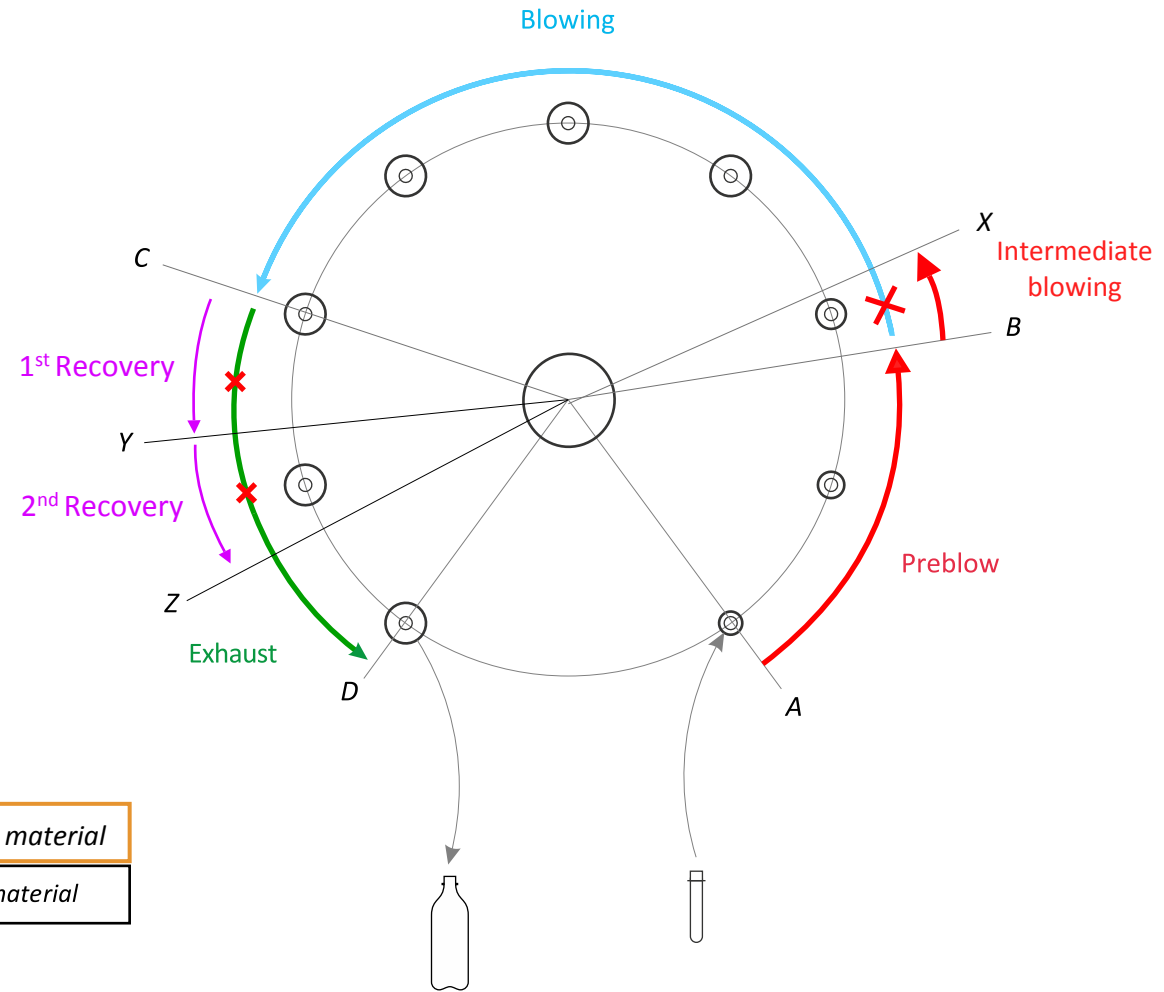 Blowing
X
Intermediate
blowing
B
C
1st Recovery
Y
2nd Recovery
Z
Preblow
Exhaust
D
A
material
material